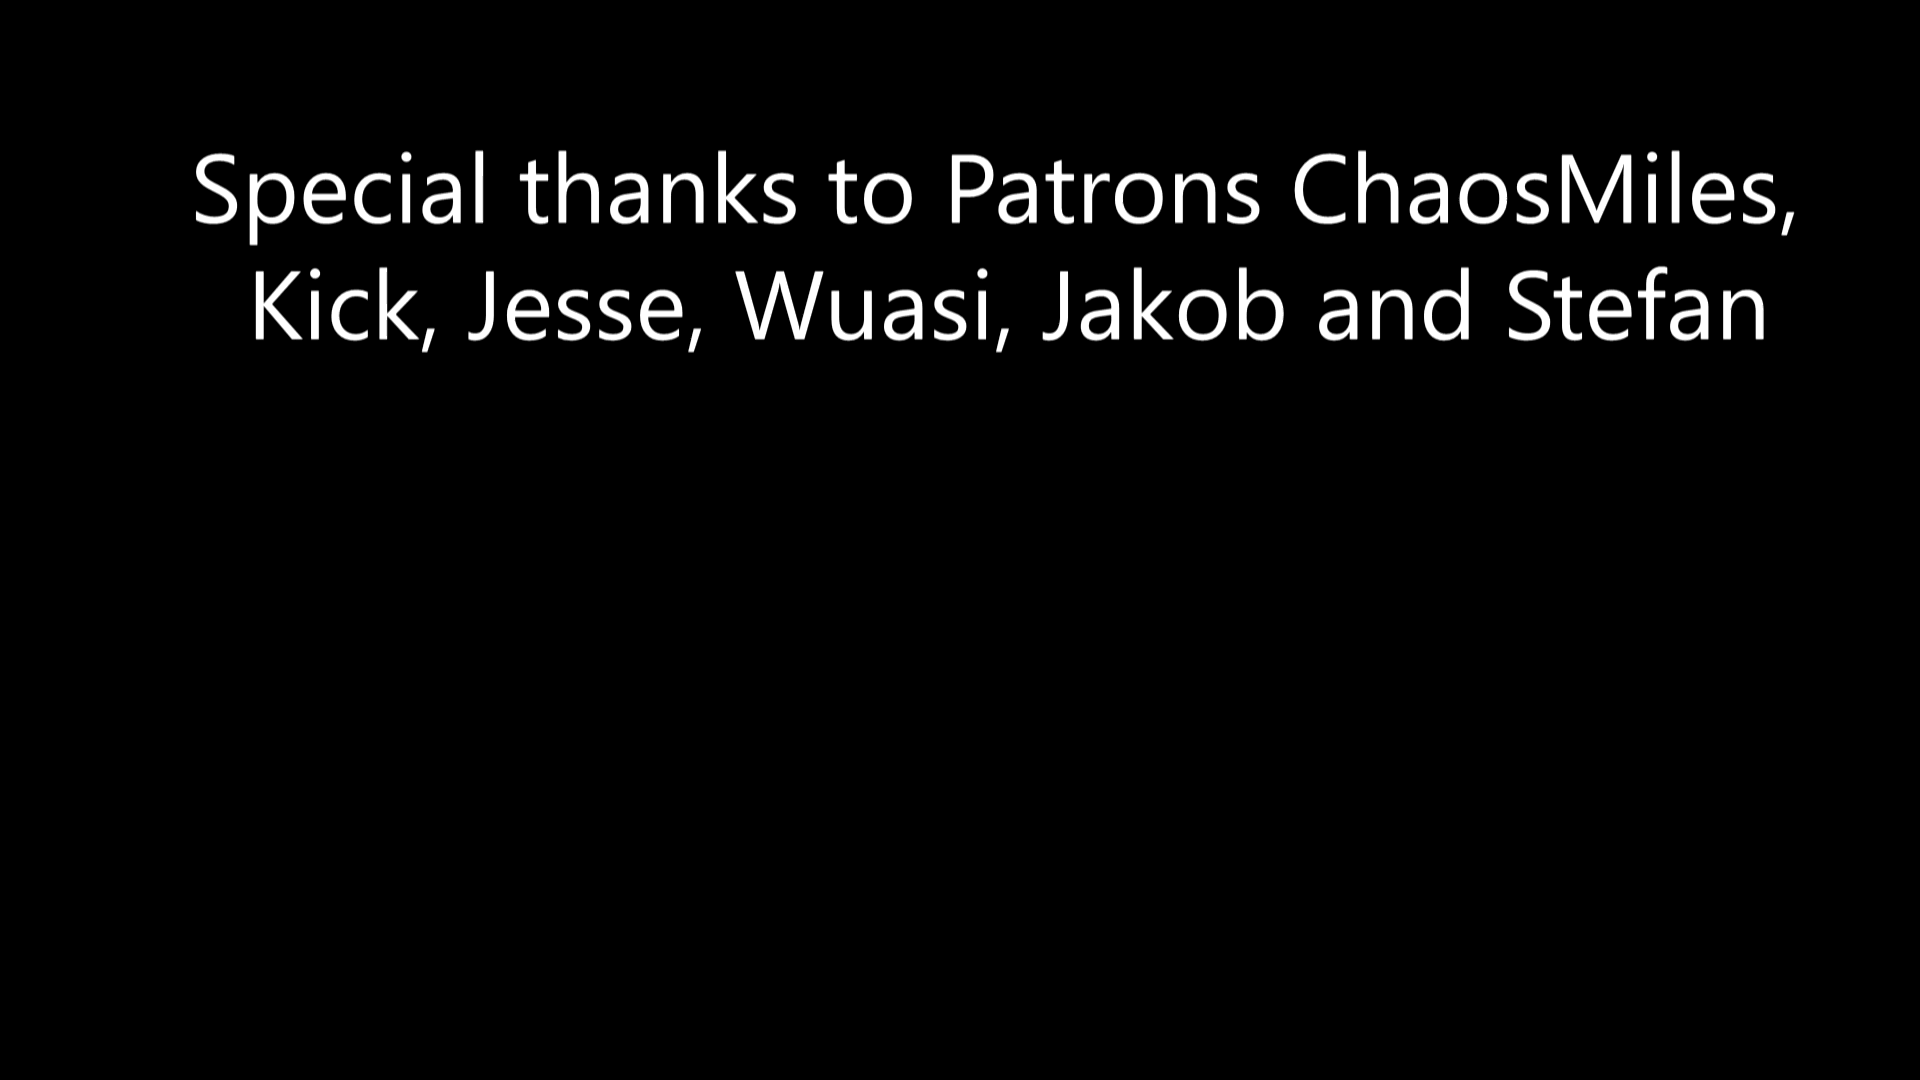 Special thanks to Patrons ChaosMiles,
Kick, Jesse, Wuasi, Jakob and Stefan